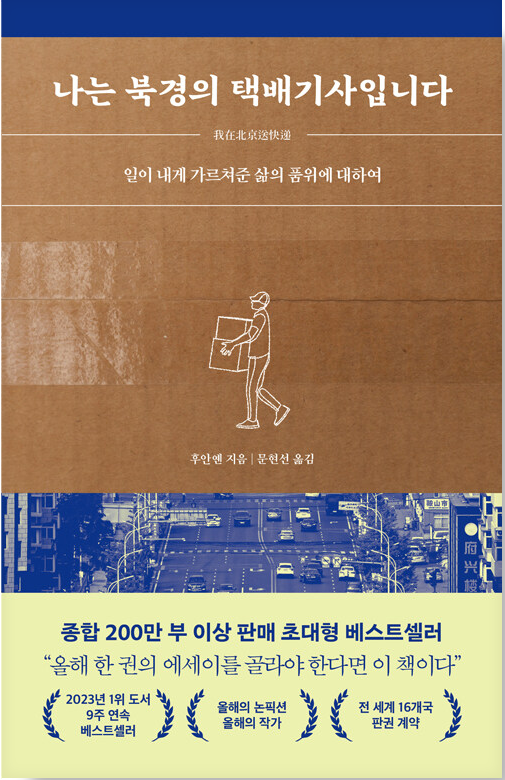 나는 북경의 택배기사입니다
我在北京送快递
일이 내게 가르쳐준 삶의 품위에 대하여
후안옌 지음 | 문현선 옮김
鞍山市
府兴楼
종합 200만 부 이상 판매 초대형 베스트셀러
“올해 한 권의 에세이를 골라야 한다면 이 책이다”
2023년 1위 도서
9주 연속
베스트셀러
올해의 논픽션
올해의 작가
전 세계 16개국
판권 계약